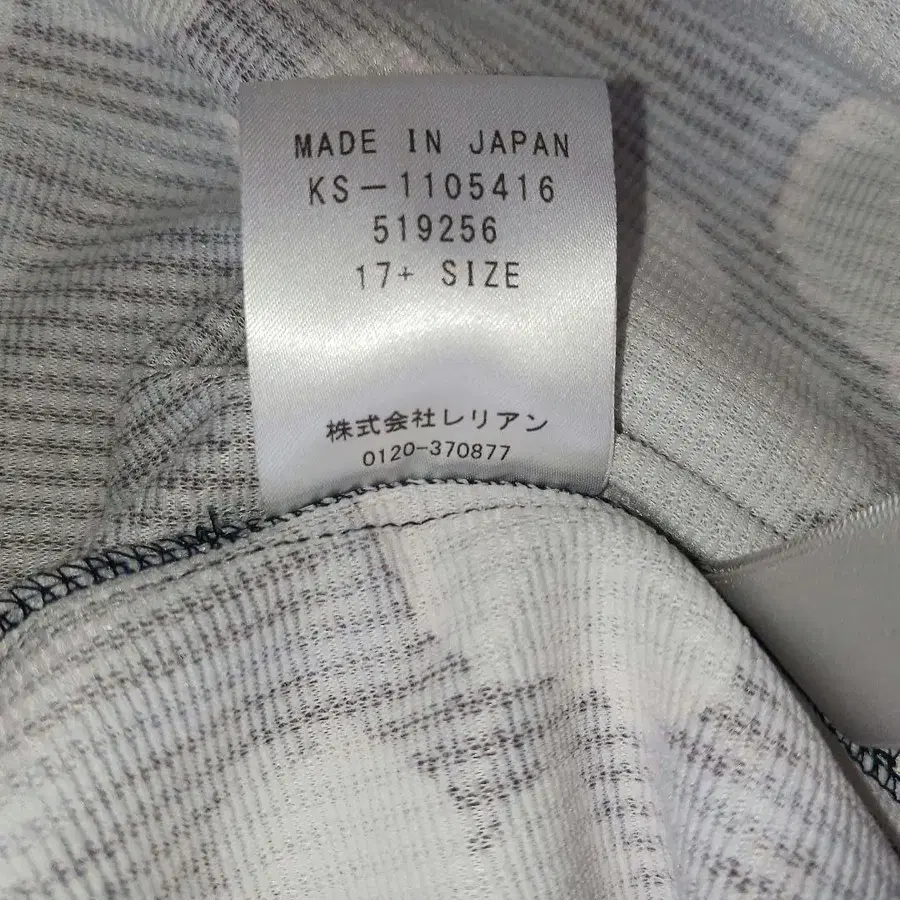 MADE IN JAPAN
KS-1105416
519256
17+ SIZE
株式会社レリアン
0120-370877